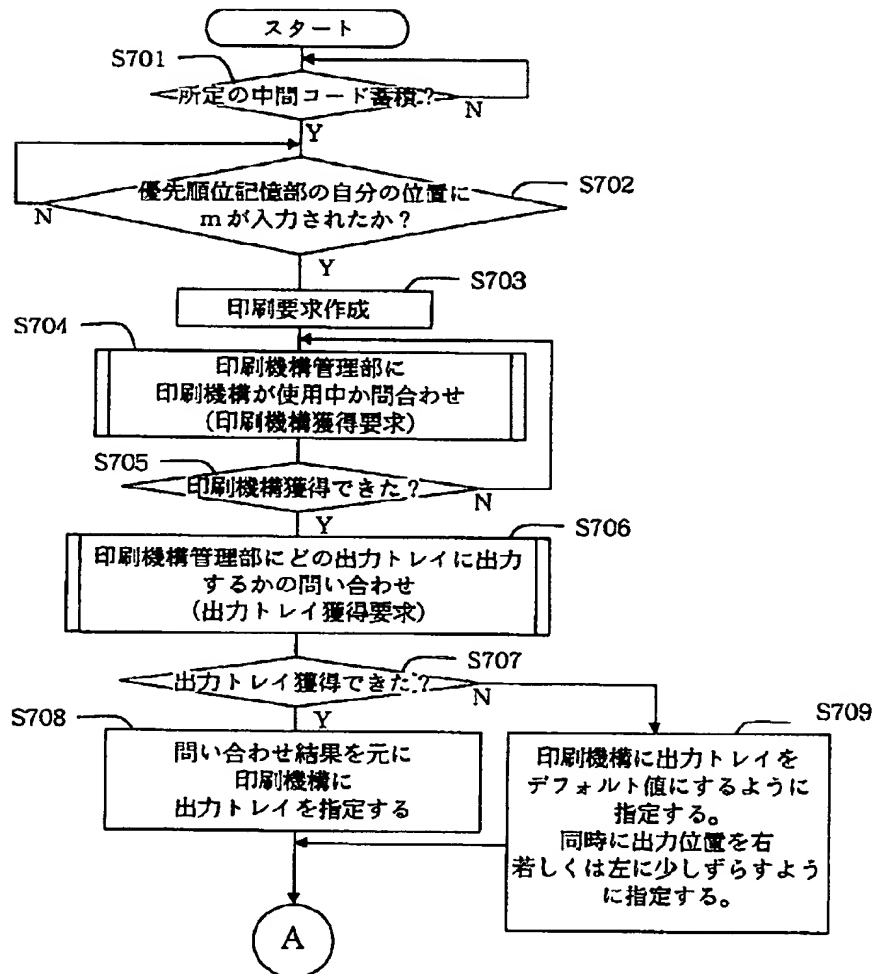 スタート
S701
所定の中間コード蓄積？
N
Y
優先順位記憶部の自分の位置に
mが入力されたか？
S702
N
Y
S703
印刷要求作成
S704
印刷機構管理部に
印刷機構が使用中か問合わせ
（印刷機構獲得要求）
S705
印刷機構獲得できた？
N
Y
S706
印刷機構管理部にどの出力トレイに出力
するかの問い合わせ
（出力トレイ獲得要求）
S707
出力トレイ獲得できた？
N
Y
S708
問い合わせ結果を元に
印刷機構に
出力トレイを指定する
S709
印刷機構に出力トレイを
デフォルト値にするように
指定する。
同時に出力位置を右
若しくは左に少しずらすよう
に指定する。
A